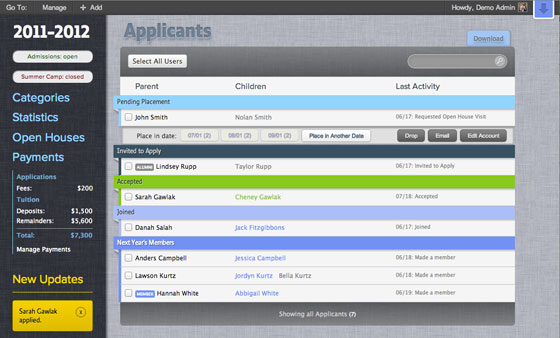 Go To: Manage + Add Howdy, Demo Admin
2011-2012
Admissions: open
Summer Camp: closed
Categories
Statistics
Open Houses
Payments
Applications
Fees: $200
Tuition
Deposits: $1,500
Remainders: $5,600
Total: $7,300
Manage Payments
New Updates
Sarah Gawlak applied. x
Applicants
Download
Select All Users
Parent Children Last Activity
Pending Placement
John Smith Nolan Smith 06/17: Requested Open House Visit
Place in date: 07/01 (2) 08/01 (2) 09/01 (2) Place in Another Date Drop Email Edit Account
Invited to Apply
ALUMNI Lindsey Rupp Taylor Rupp 06/17: Invited to Apply
Accepted
Sarah Gawlak Cheney Gawlak 07/18: Accepted
Joined
Danah Salah Jack Fitzgibbons 06/17: Joined
Next Year's Members
Anders Campbell Jessica Campbell 06/18: Made a member
Lawson Kurtz Jordyn Kurtz Bella Kurtz 06/18: Made a member
MEMBER Hannah White Abbigail White 06/19: Made a member
Showing all Applicants (7)